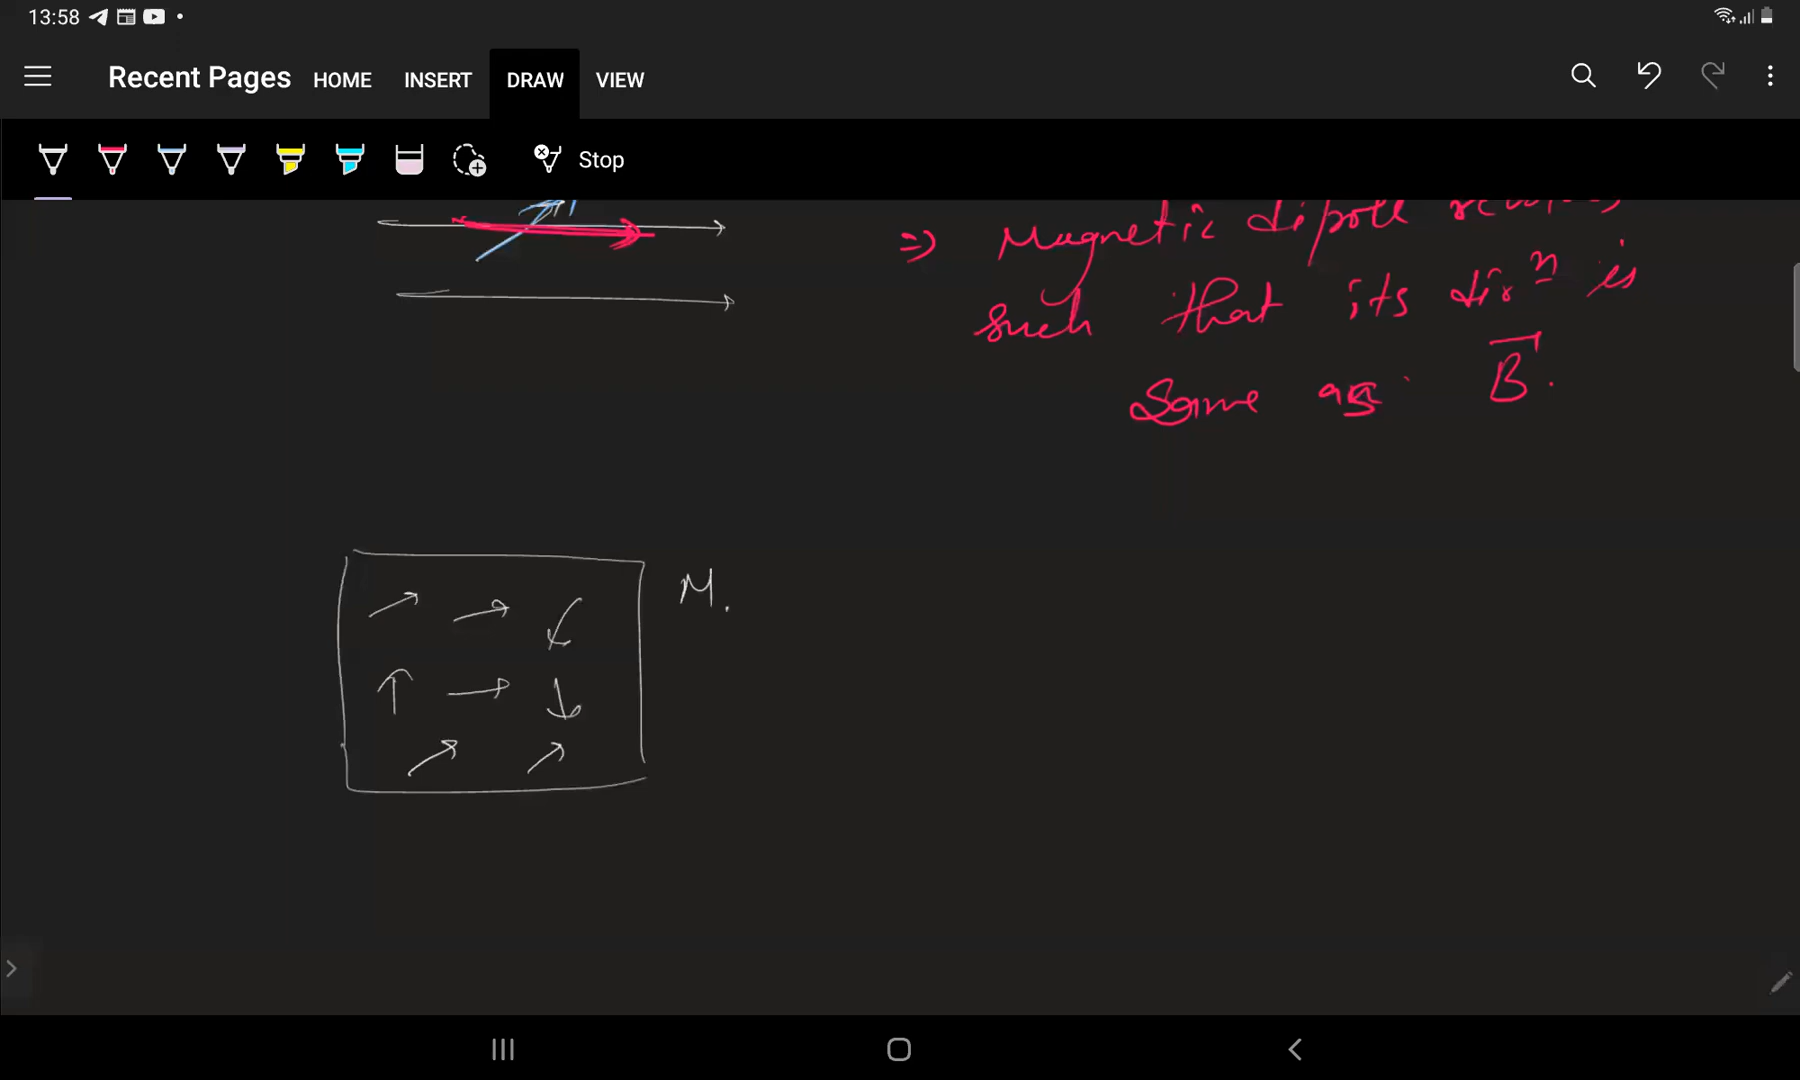 13:58
Recent Pages HOME INSERT DRAW VIEW
Stop
⇒ Magnetic dipole
such that its dirⁿ is
Same as B.
M.